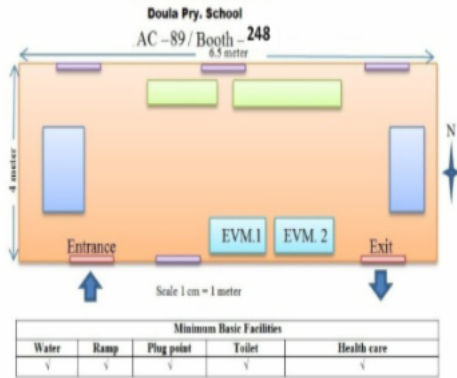 Doula Pry. School
AC –89 / Booth – 248
6.5 meter
4 meter
N
EVM.1 EVM. 2
Entrance Exit
Scale 1 cm = 1 meter
Minimum Basic Facilities
Water Ramp Plug point Toilet Health care
√ √ √ √ √